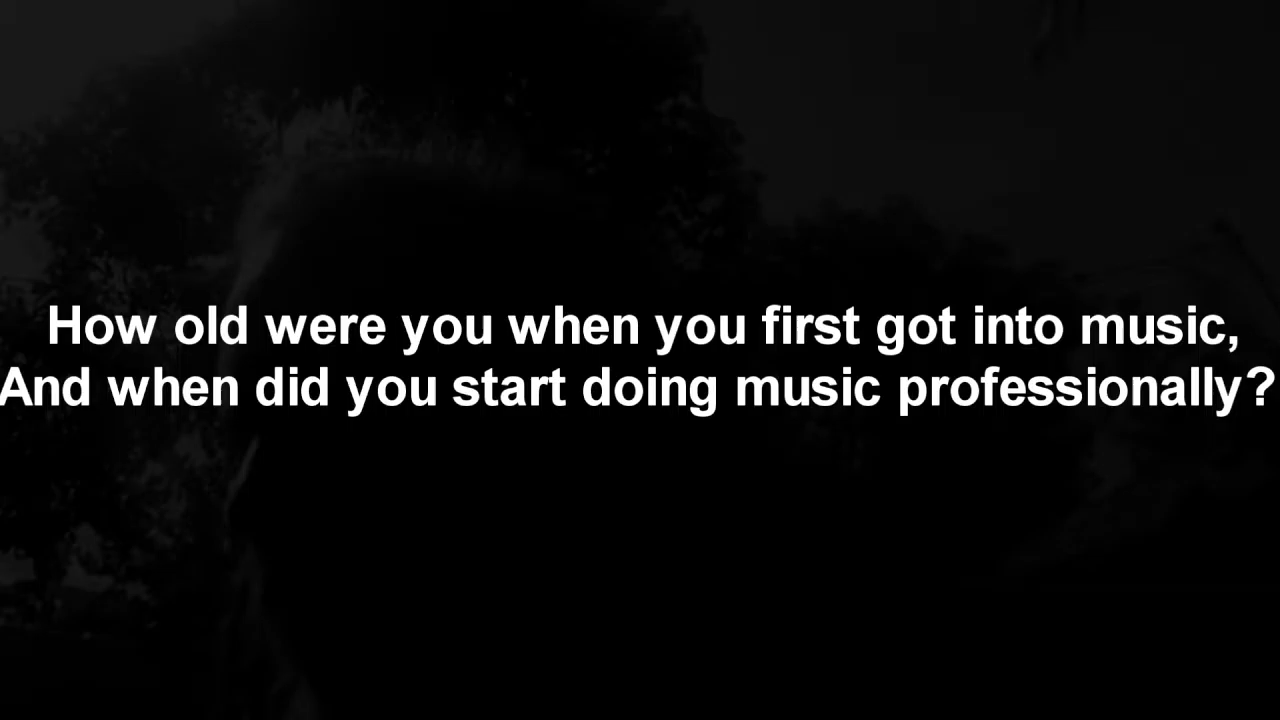 How old were you when you first got into music,
And when did you start doing music professionally?